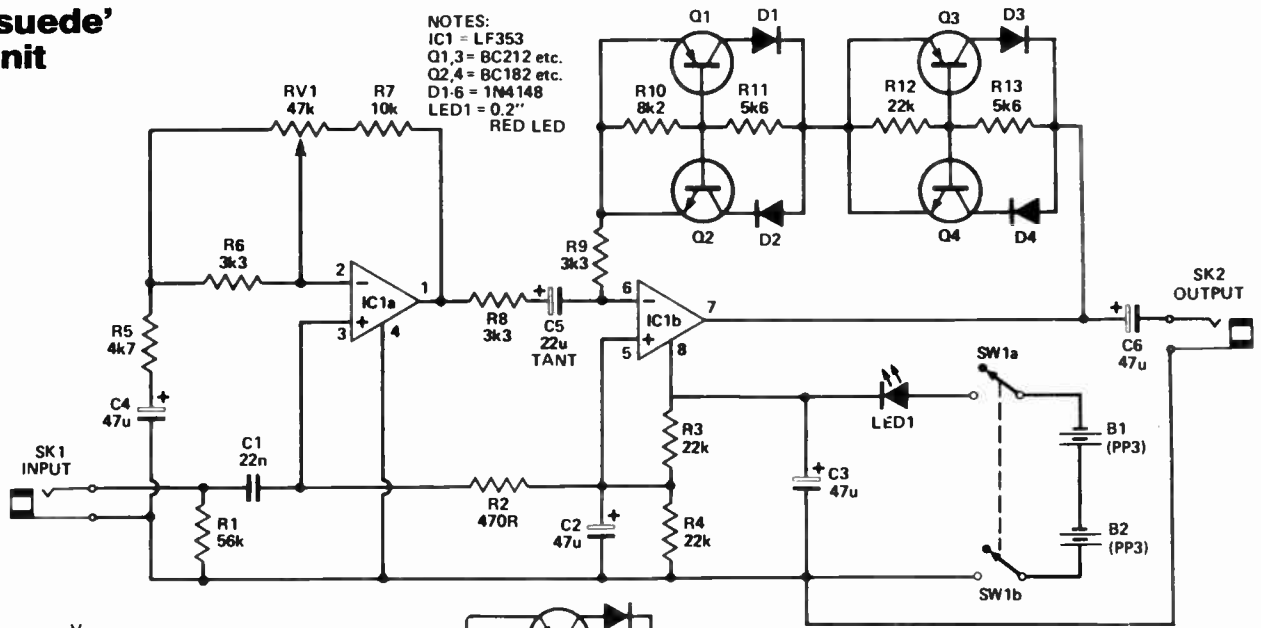 suede’
nit
NOTES:
IC1 = LF353
Q1,3 = BC212 etc.
Q2,4 = BC182 etc.
D1-6 = 1N4148
LED1 = 0.2”
RED LED
Q1
D1
Q3
D3
R10
8k2
R11
5k6
R12
22k
R13
5k6
Q2
D2
Q4
D4
RV1
47k
R7
10k
R6
3k3
2
−
IC1a
1
+
3
4
R5
4k7
R8
3k3
+
C5
22u
TANT
R9
3k3
6
−
IC1b
7
+
5
8
SK2
OUTPUT
+
C6
47u
C4
47u
+
SW1a
LED1
B1
(PP3)
R3
22k
SK1
INPUT
C1
22n
R2
470R
+
C3
47u
R1
56k
C2
47u
+
R4
22k
B2
(PP3)
SW1b